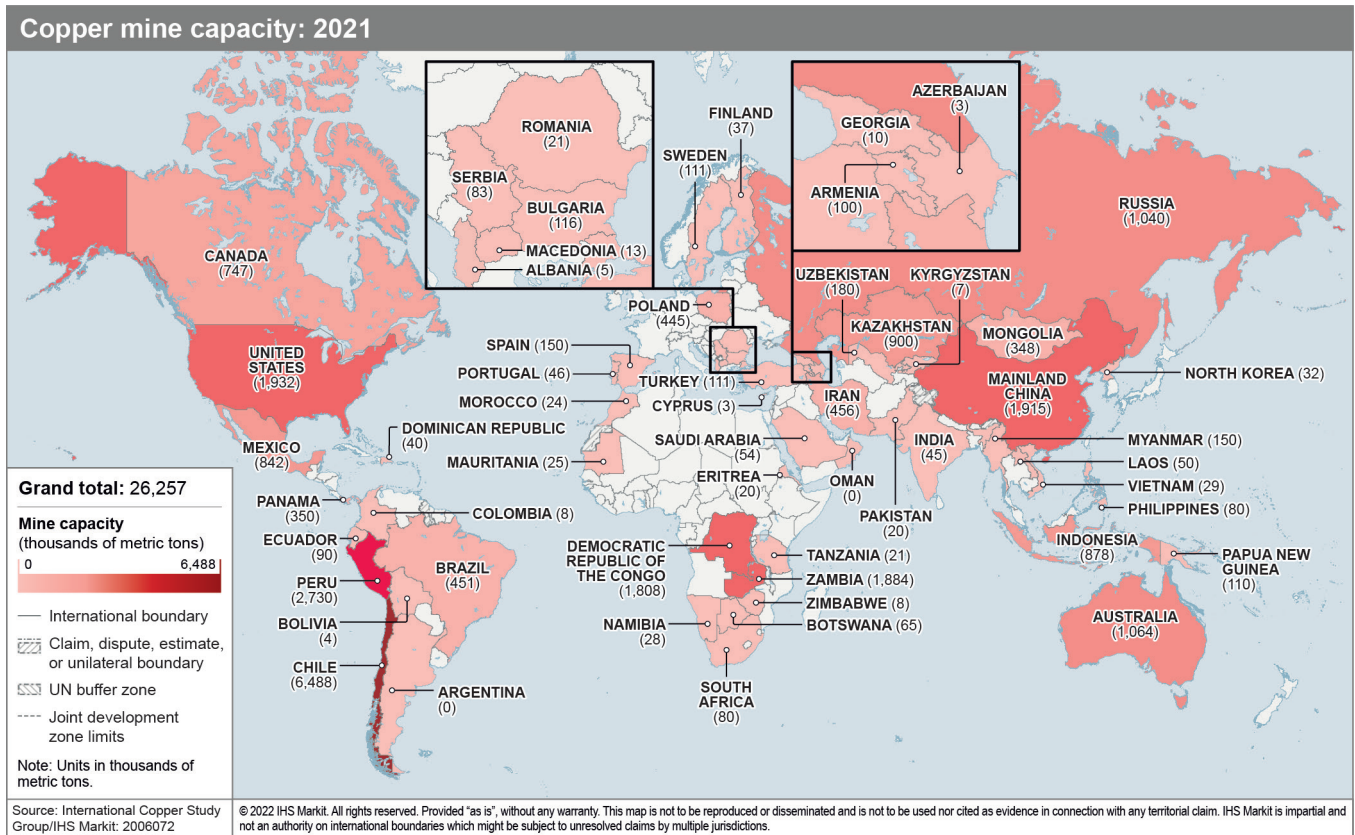 Copper mine capacity: 2021
ROMANIA
(21)
SERBIA
(83)
BULGARIA
(116)
MACEDONIA (13)
ALBANIA (5)
FINLAND
(37)
SWEDEN
(111)
AZERBAIJAN
(3)
GEORGIA
(10)
ARMENIA
(100)
RUSSIA
(1,040)
CANADA
(747)
UZBEKISTAN
(180)
KYRGYZSTAN
(7)
POLAND
(445)
KAZAKHSTAN
(900)
MONGOLIA
(348)
UNITED
STATES
(1,932)
SPAIN (150)
PORTUGAL (46)
MOROCCO (24)
TURKEY (111)
CYPRUS (3)
IRAN
(456)
MAINLAND
CHINA
(1,915)
NORTH KOREA (32)
MEXICO
(842)
DOMINICAN REPUBLIC
(40)
MAURITANIA (25)
SAUDI ARABIA
(54)
ERITREA
(20)
OMAN
(0)
INDIA
(45)
PAKISTAN
(20)
MYANMAR (150)
LAOS (50)
VIETNAM (29)
PHILIPPINES (80)
PANAMA
(350)
COLOMBIA (8)
ECUADOR
(90)
PERU
(2,730)
BRAZIL
(451)
BOLIVIA
(4)
CHILE
(6,488)
ARGENTINA
(0)
DEMOCRATIC
REPUBLIC OF
THE CONGO
(1,808)
TANZANIA (21)
ZAMBIA (1,884)
ZIMBABWE (8)
BOTSWANA (65)
NAMIBIA
(28)
SOUTH
AFRICA
(80)
INDONESIA
(878)
PAPUA NEW
GUINEA
(110)
AUSTRALIA
(1,064)
Grand total: 26,257
Mine capacity
(thousands of metric tons)
0 6,488
International boundary
Claim, dispute, estimate,
or unilateral boundary
UN buffer zone
Joint development
zone limits
Note: Units in thousands of
metric tons.
Source: International Copper Study
Group/IHS Markit: 2006072
© 2022 IHS Markit. All rights reserved. Provided “as is”, without any warranty. This map is not to be reproduced or disseminated and is not to be used nor cited as evidence in connection with any territorial claim. IHS Markit is impartial and
not an authority on international boundaries which might be subject to unresolved claims by multiple jurisdictions.